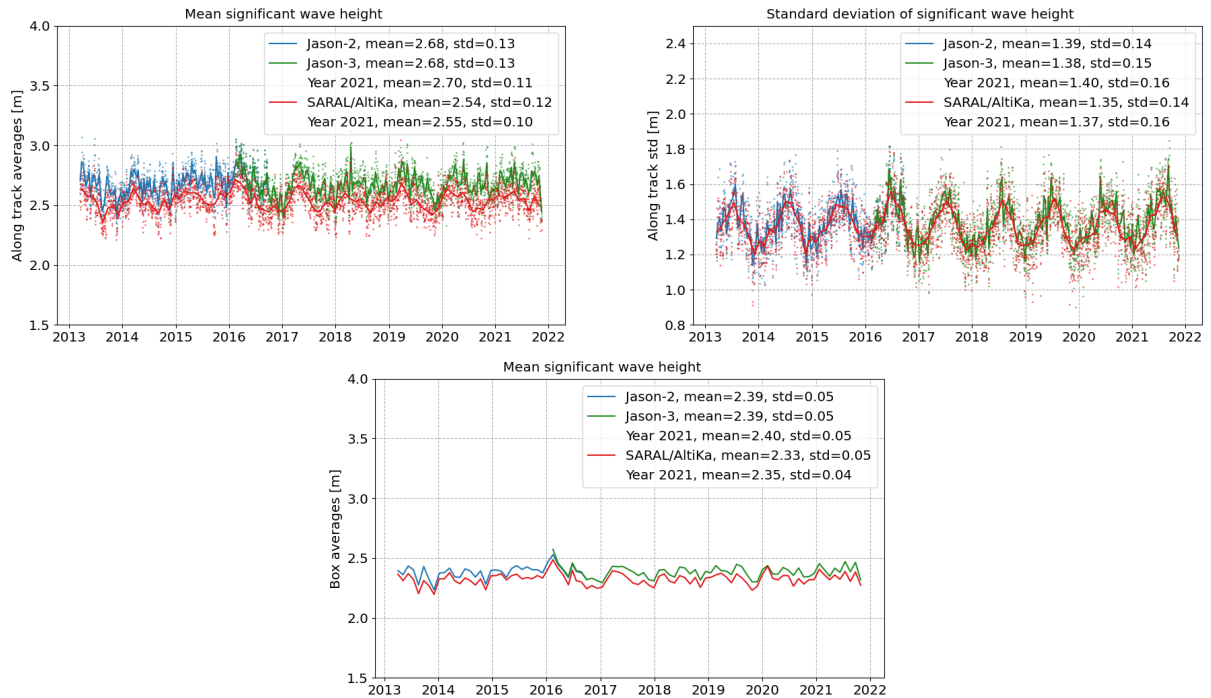 Mean significant wave height
Along track averages [m]
4.0
3.5
3.0
2.5
2.0
1.5
Jason-2, mean=2.68, std=0.13
Jason-3, mean=2.68, std=0.13
Year 2021, mean=2.70, std=0.11
SARAL/AltiKa, mean=2.54, std=0.12
Year 2021, mean=2.55, std=0.10
2013 2014 2015 2016 2017 2018 2019 2020 2021 2022
Standard deviation of significant wave height
Along track std [m]
2.4
2.2
2.0
1.8
1.6
1.4
1.2
1.0
0.8
Jason-2, mean=1.39, std=0.14
Jason-3, mean=1.38, std=0.15
Year 2021, mean=1.40, std=0.16
SARAL/AltiKa, mean=1.35, std=0.14
Year 2021, mean=1.37, std=0.16
2013 2014 2015 2016 2017 2018 2019 2020 2021 2022
Mean significant wave height
Box averages [m]
4.0
3.5
3.0
2.5
2.0
1.5
Jason-2, mean=2.39, std=0.05
Jason-3, mean=2.39, std=0.05
Year 2021, mean=2.40, std=0.05
SARAL/AltiKa, mean=2.33, std=0.05
Year 2021, mean=2.35, std=0.04
2013 2014 2015 2016 2017 2018 2019 2020 2021 2022